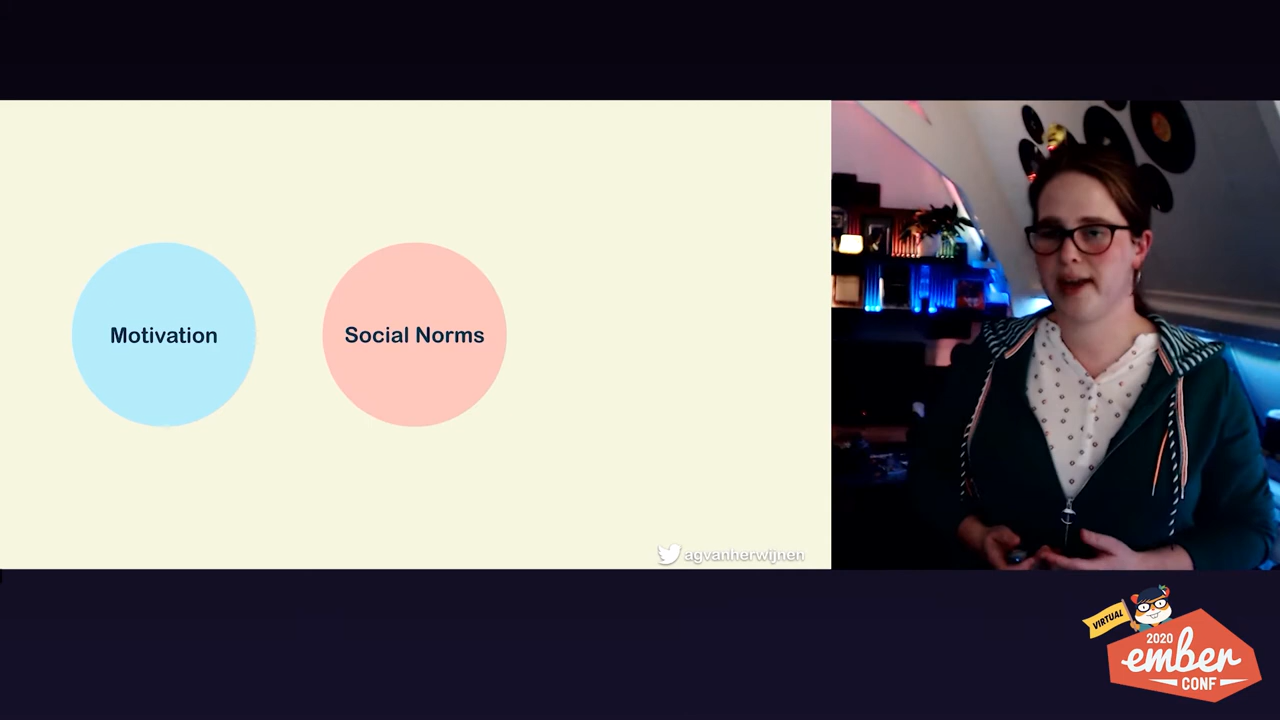 Motivation
Social Norms
agvanherwijnen
VIRTUAL
2020
ember
CONF